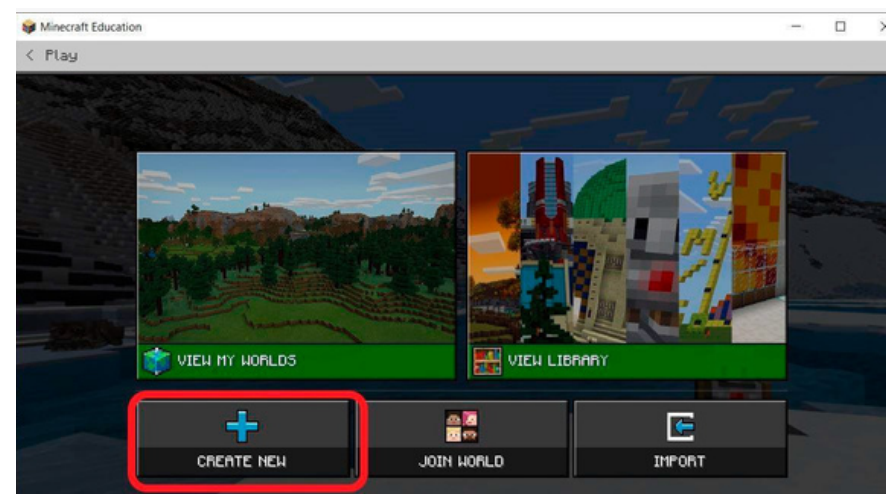 Minecraft Education
< Play
VIEW MY WORLDS
VIEW LIBRARY
CREATE NEW
JOIN WORLD
IMPORT